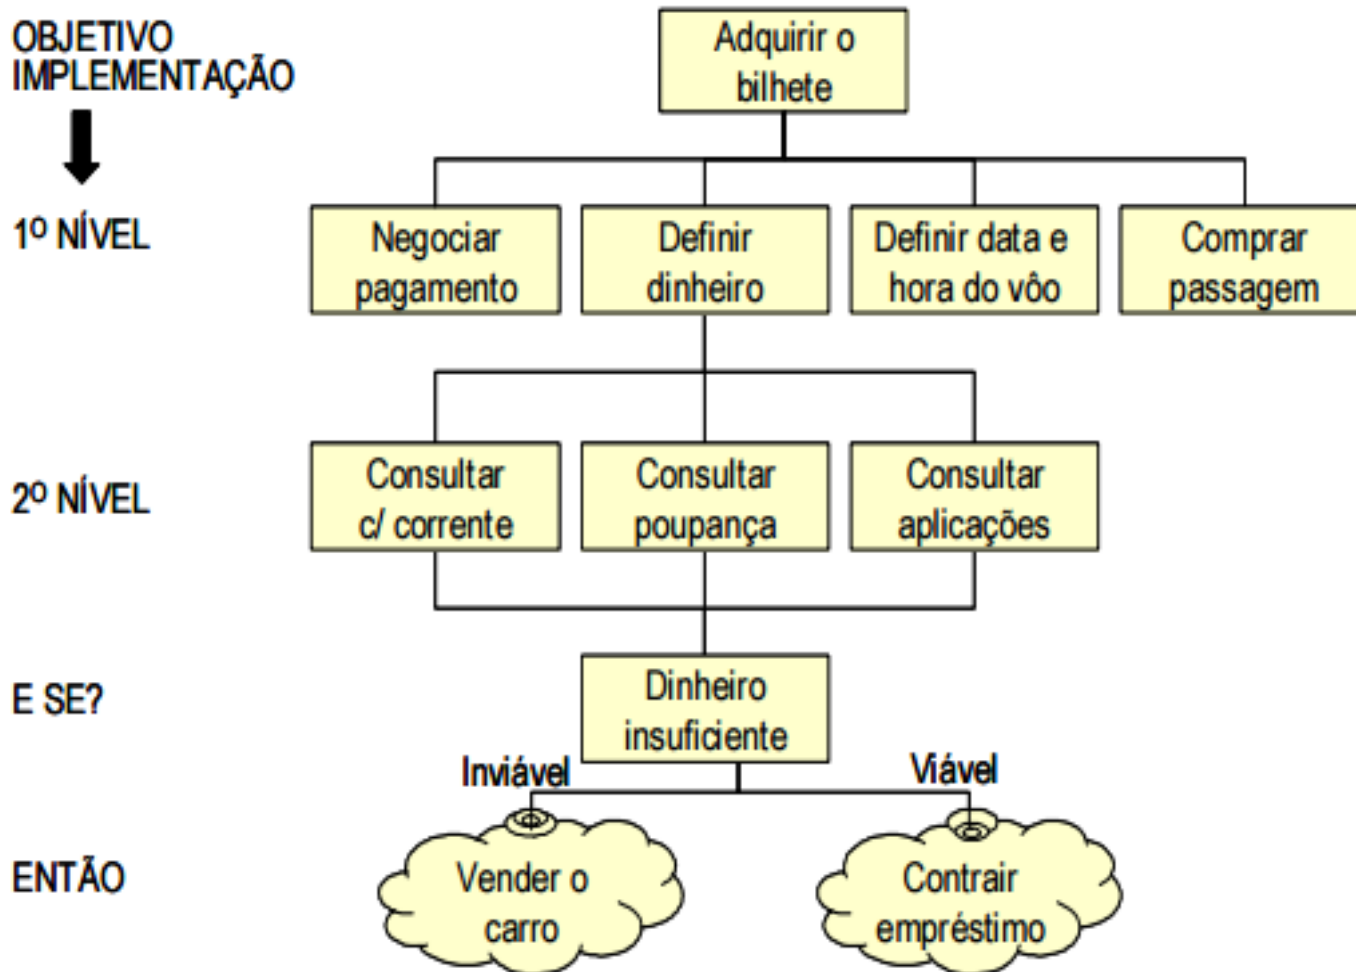 OBJETIVO
IMPLEMENTAÇÃO
Adquirir o
bilhete
1º NÍVEL
Negociar
pagamento
Definir
dinheiro
Definir data e
hora do vôo
Comprar
passagem
2º NÍVEL
Consultar
c/ corrente
Consultar
poupança
Consultar
aplicações
E SE?
Dinheiro
insuficiente
Inviável
Viável
ENTÃO
Vender o
carro
Contrair
empréstimo